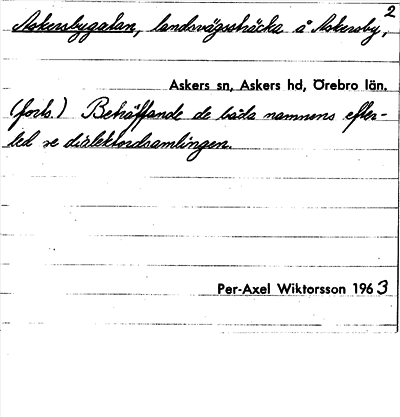 2
Askersbygatan, landsvägssträcka å Askersby,
Askers sn, Askers hd, Örebro län.
(forts.) Beträffande de båda namnens efter-
led se dialektordsamlingen.
Per-Axel Wiktorsson 1963